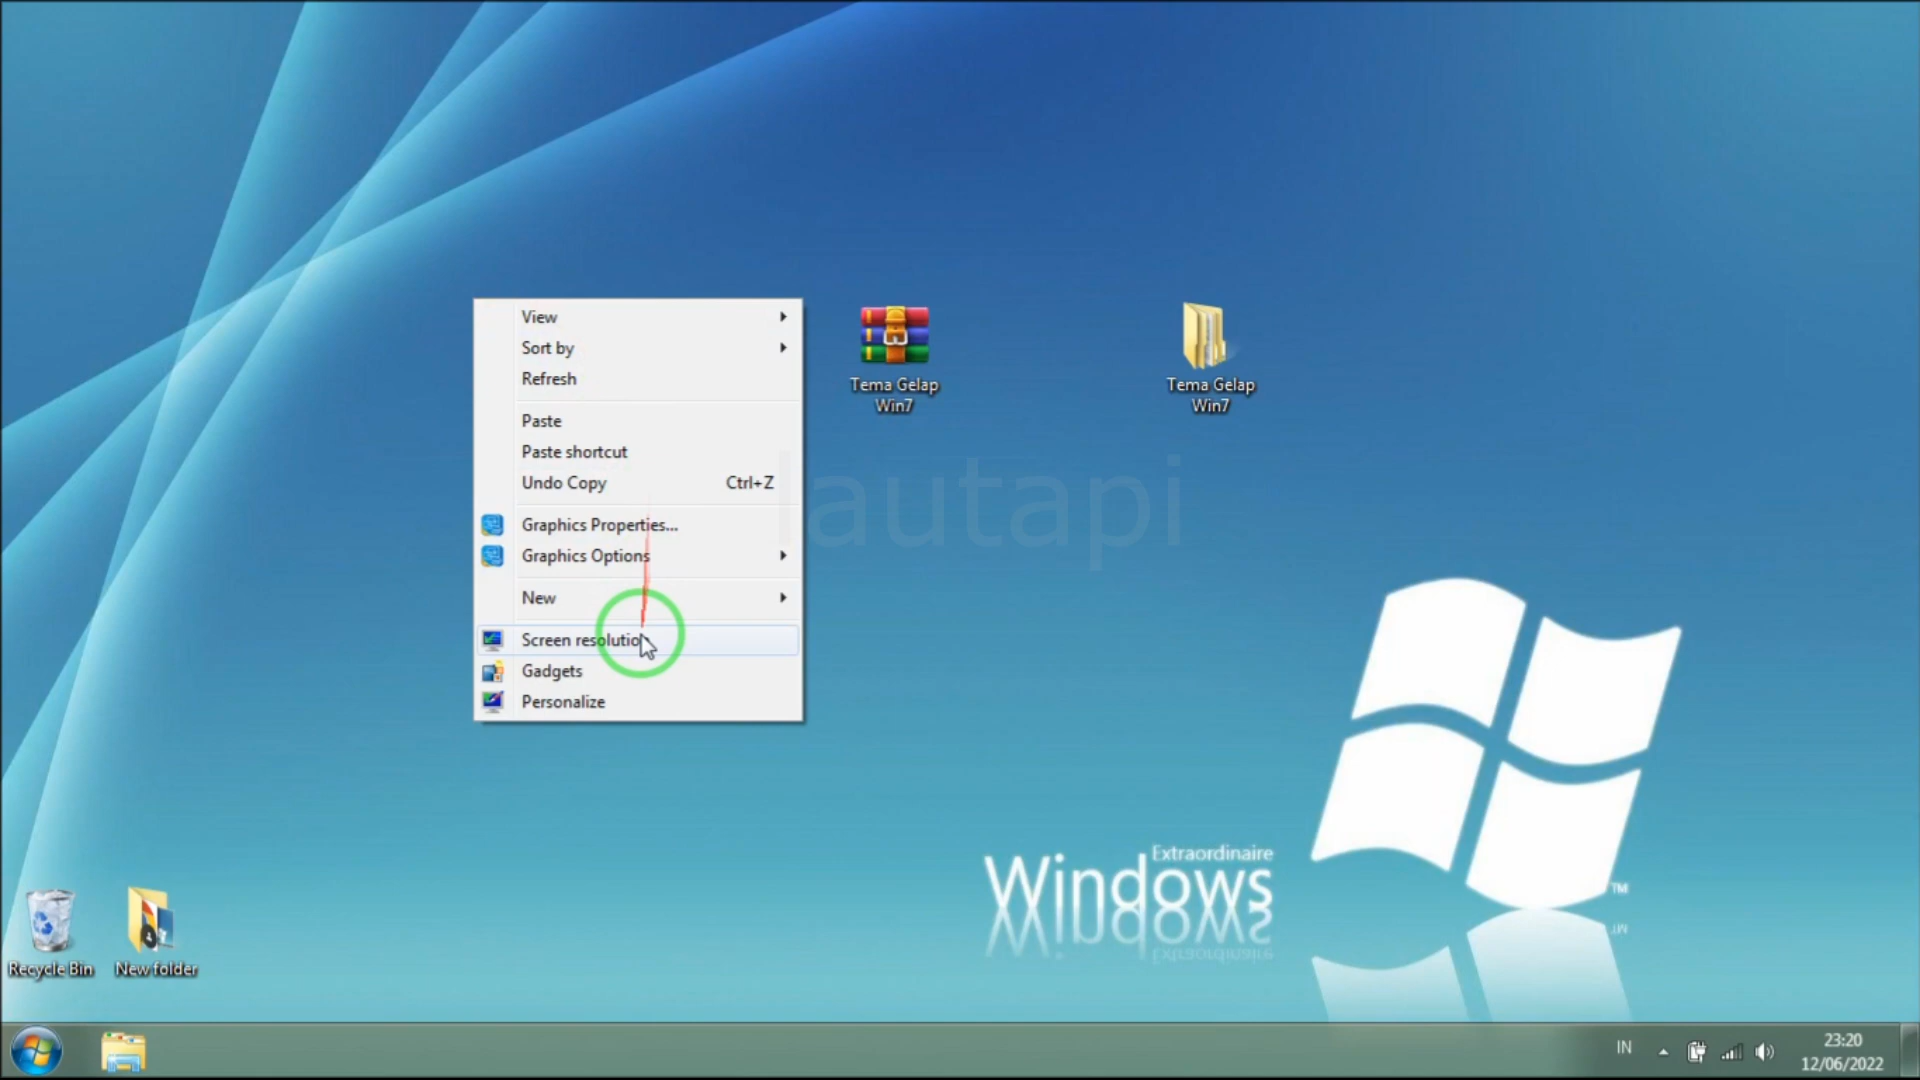 View
Sort by
Refresh
Paste
Paste shortcut
Undo Copy Ctrl+Z
Graphics Properties...
Graphics Options
New
Screen resolution
Gadgets
Personalize
Tema Gelap
Win7
Tema Gelap
Win7
lautapi
Extraordinaire
Windows
TM
Recycle Bin
New folder
IN
23:20
12/06/2022